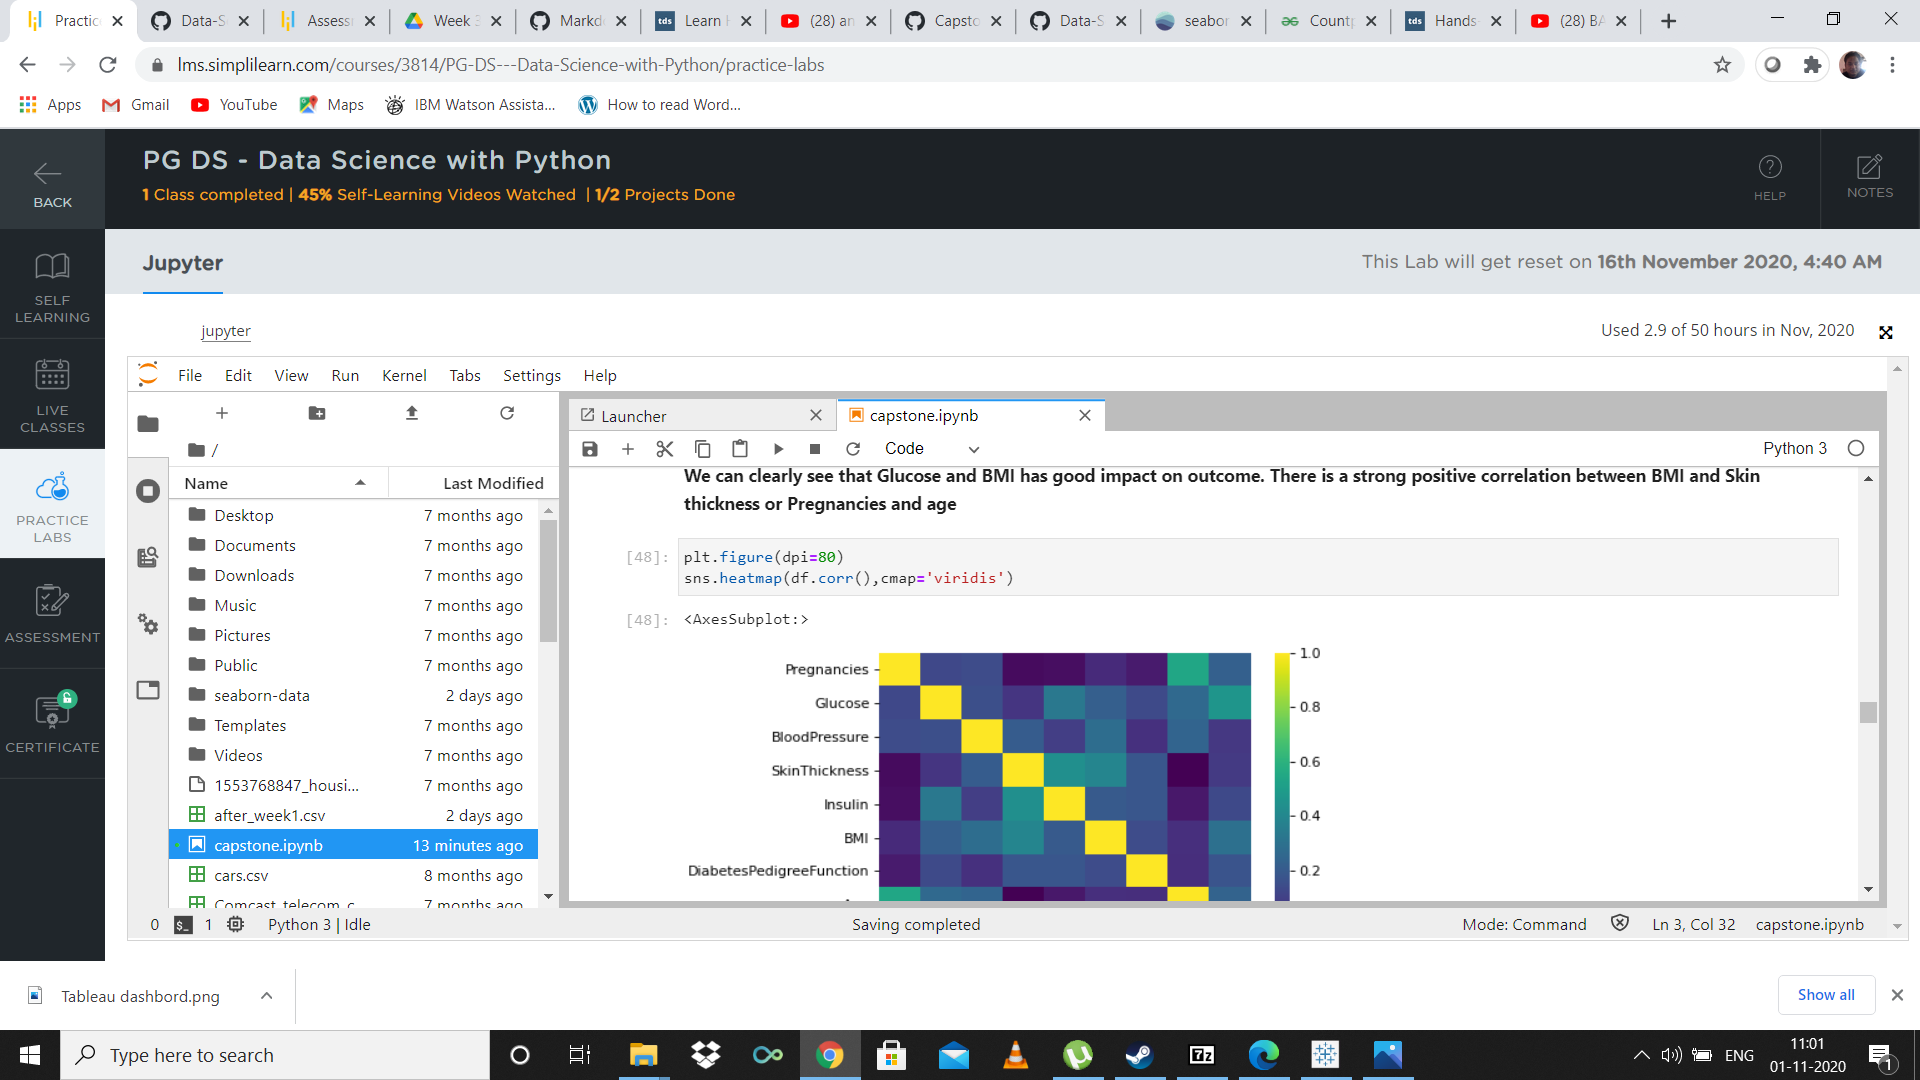 Practic
Data-S
Assess
Week 3
Markd
Learn
(28) an
Capsto
Data-S
seabor
Count
Hands
(28) BA
lms.simplilearn.com/courses/3814/PG-DS---Data-Science-with-Python/practice-labs
Apps
Gmail
YouTube
Maps
IBM Watson Assista...
How to read Word...
BACK
PG DS - Data Science with Python
1 Class completed | 45% Self-Learning Videos Watched | 1/2 Projects Done
HELP
NOTES
SELF
LEARNING
LIVE
CLASSES
PRACTICE
LABS
ASSESSMENT
CERTIFICATE
Jupyter
This Lab will get reset on 16th November 2020, 4:40 AM
jupyter
Used 2.9 of 50 hours in Nov, 2020
File Edit View Run Kernel Tabs Settings Help
/
Name Last Modified
Desktop 7 months ago
Documents 7 months ago
Downloads 7 months ago
Music 7 months ago
Pictures 7 months ago
Public 7 months ago
seaborn-data 2 days ago
Templates 7 months ago
Videos 7 months ago
1553768847_housi... 7 months ago
after_week1.csv 2 days ago
capstone.ipynb 13 minutes ago
cars.csv 8 months ago
Comcast_telecom_c 7 months ago
Launcher
capstone.ipynb
Code
Python 3
We can clearly see that Glucose and BMI has good impact on outcome. There is a strong positive correlation between BMI and Skin
thickness or Pregnancies and age
[48]: plt.figure(dpi=80)
sns.heatmap(df.corr(),cmap='viridis')
[48]: <AxesSubplot:>
Pregnancies
Glucose
BloodPressure
SkinThickness
Insulin
BMI
DiabetesPedigreeFunction
1.0
0.8
0.6
0.4
0.2
0 $_ 1 Python 3 | Idle
Saving completed
Mode: Command
Ln 3, Col 32 capstone.ipynb
Tableau dashbord.png
Show all
Type here to search
7z
ENG
11:01
01-11-2020
1